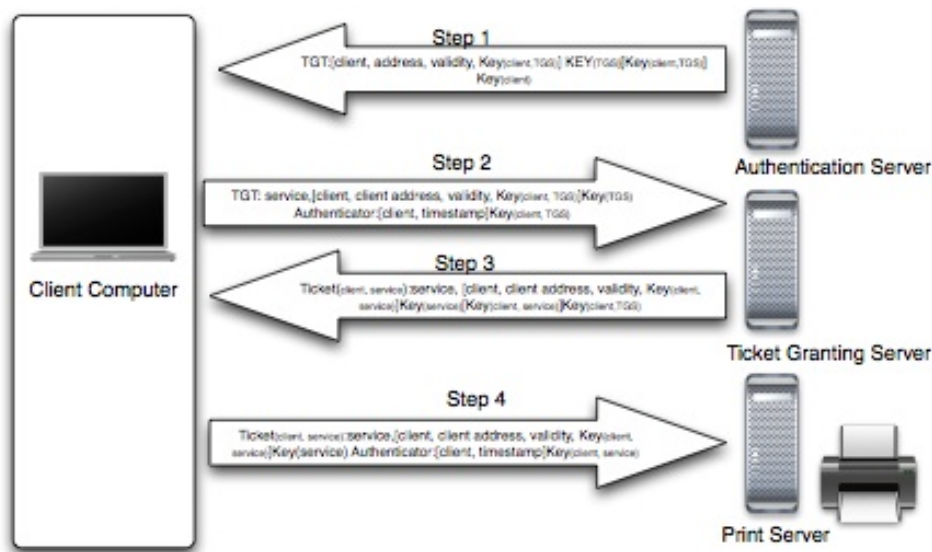 Step 1
TGT:[client, address, validity, Key(client,TGS)] KEY(TGS)[Key(client,TGS)]
Key(client)
Authentication Server
Step 2
TGT: service,[client, client address, validity, Key(client, TGS)]Key(TGS)
Authenticator:[client, timestamp]Key(client, TGS)
Client Computer
Step 3
Ticket(client, service):service, [client, client address, validity, Key(client,
service)]Key(service)[Key(client, service)]Key(client,TGS)
Ticket Granting Server
Step 4
Ticket(client, service):service,[client, client address, validity, Key(client,
service)]Key(service) Authenticator:[client, timestamp]Key(client, service)
Print Server